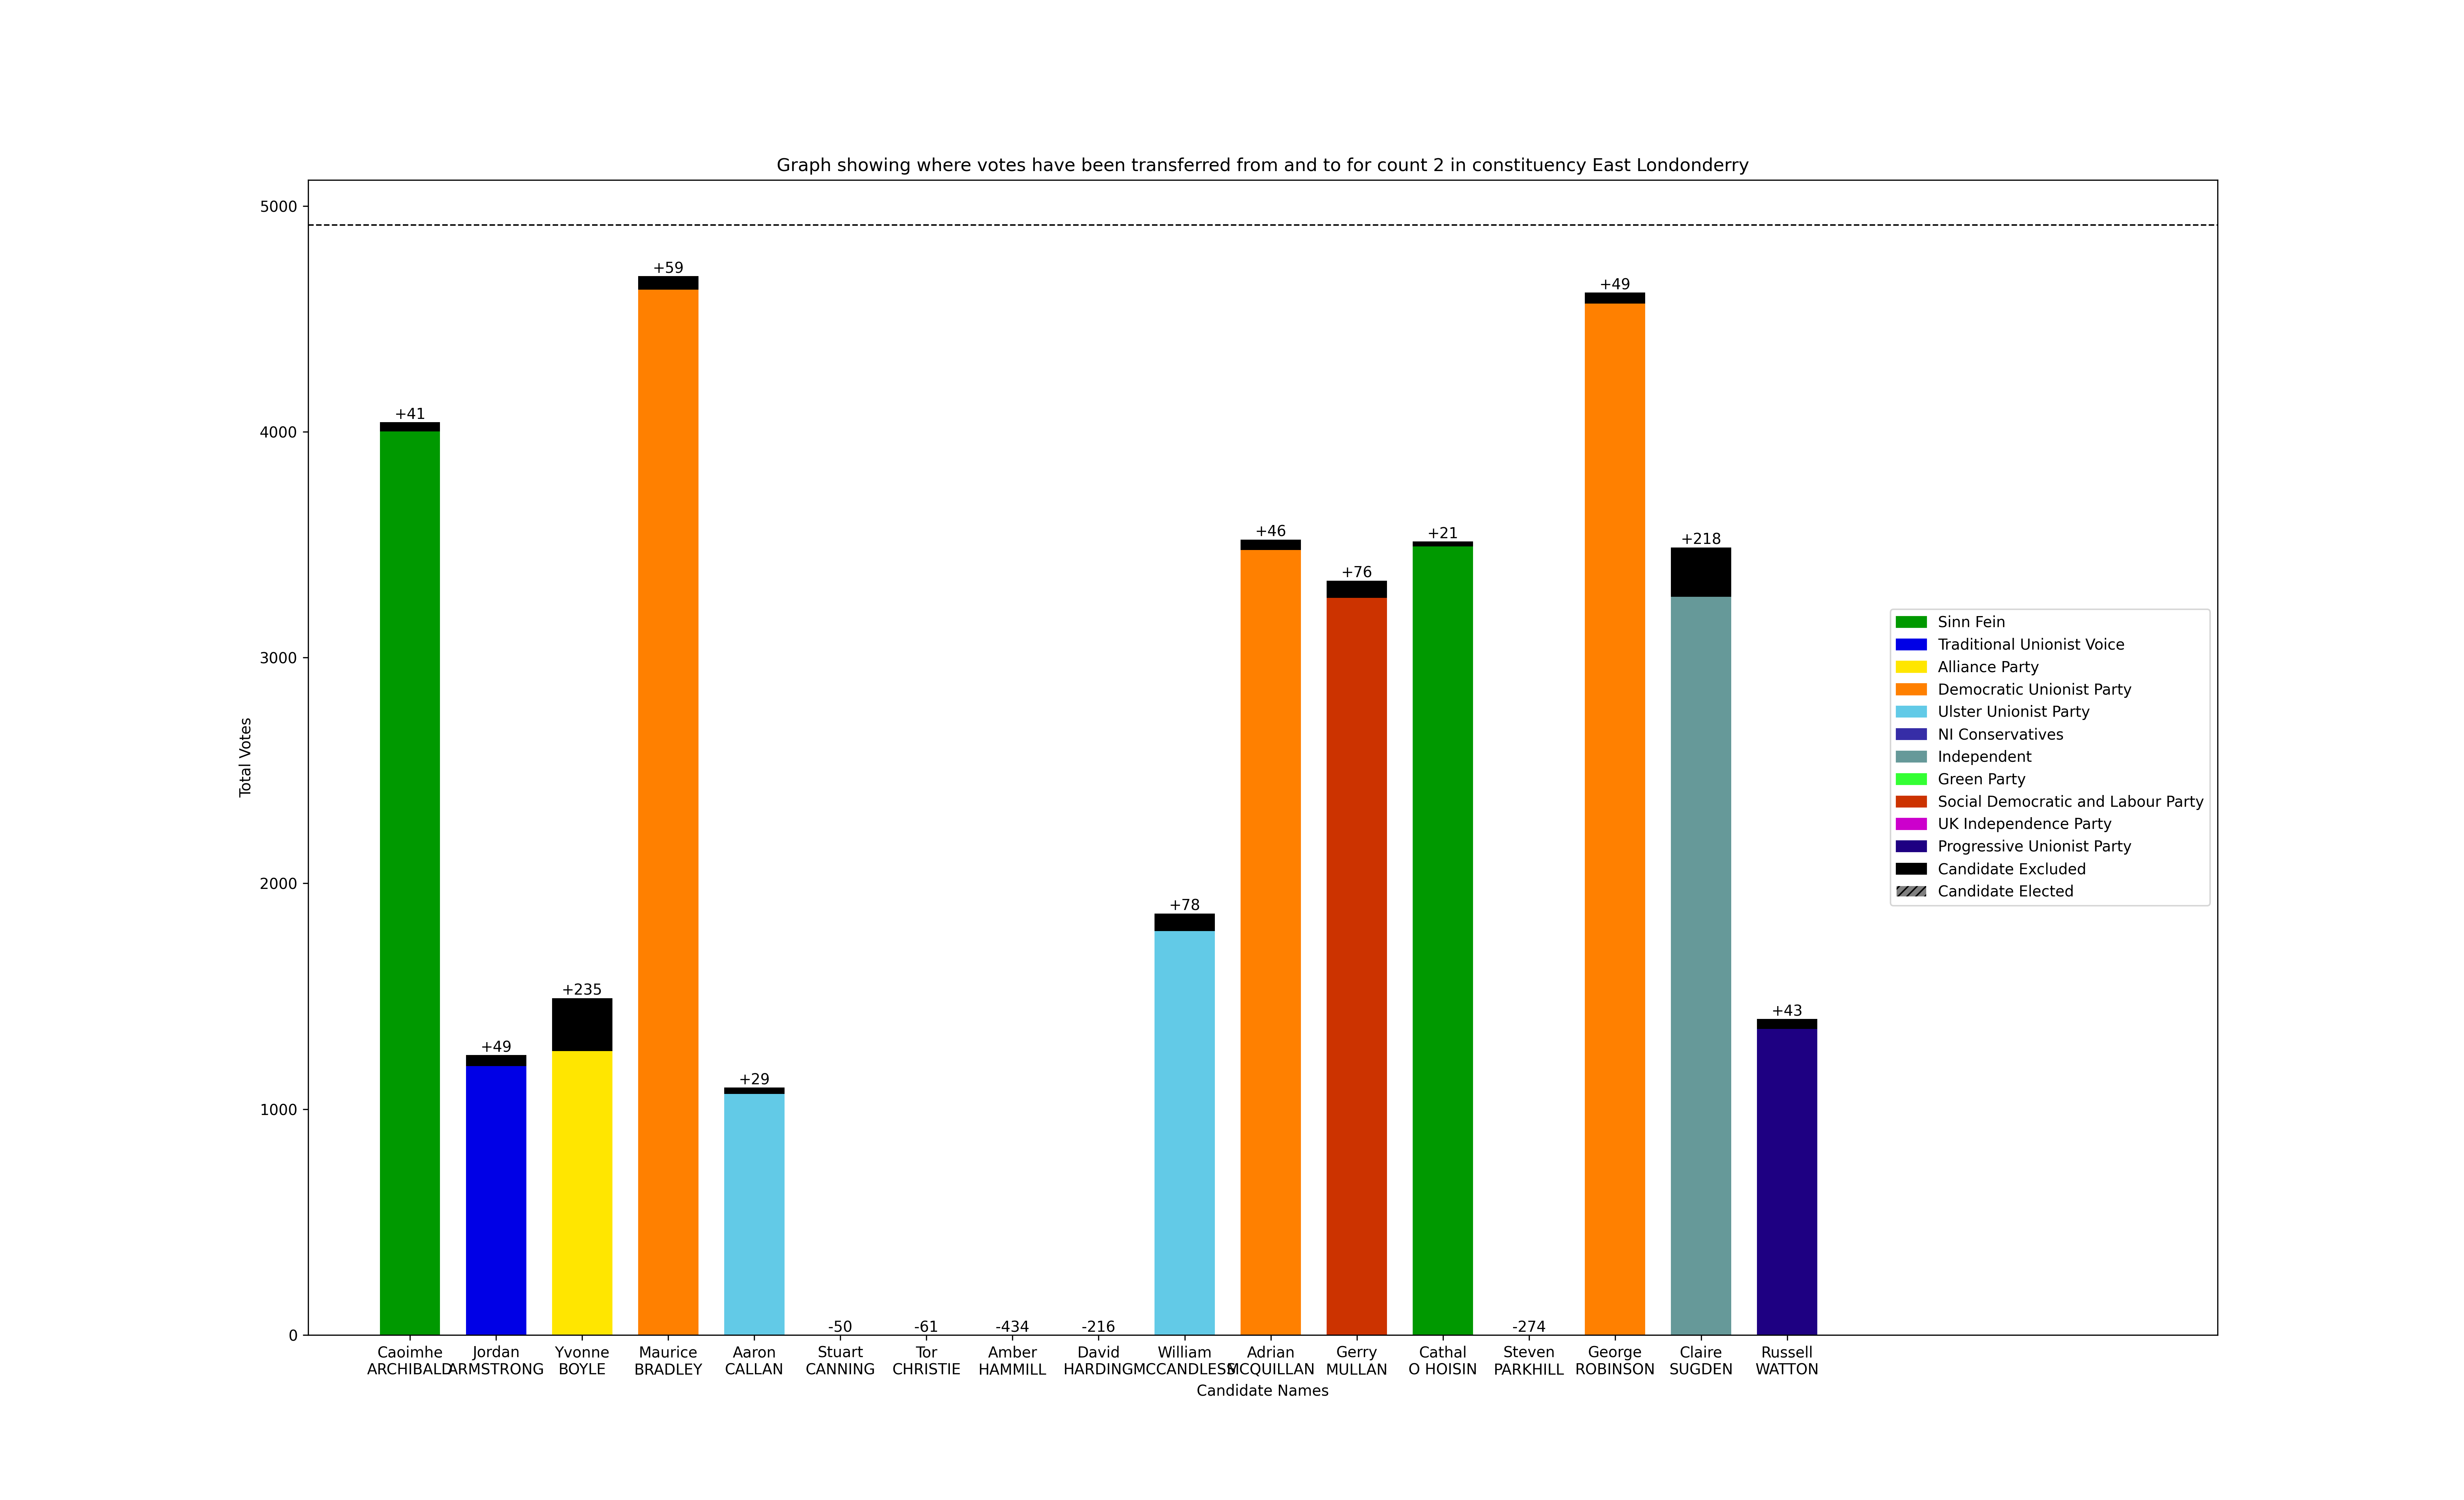 Graph showing where votes have been transferred from and to for count 2 in constituency East Londonderry
5000
4000
3000
2000
1000
0
Total Votes
+41
+49
+235
+59
+29
-50
-61
-434
-216
+78
+46
+76
+21
-274
+49
+218
+43
Caoimhe
ARCHIBALD
Jordan
ARMSTRONG
Yvonne
BOYLE
Maurice
BRADLEY
Aaron
CALLAN
Stuart
CANNING
Tor
CHRISTIE
Amber
HAMMILL
David
HARDING
William
MCCANDLESS
Adrian
MCQUILLAN
Gerry
MULLAN
Cathal
O HOISIN
Steven
PARKHILL
George
ROBINSON
Claire
SUGDEN
Russell
WATTON
Candidate Names
Sinn Fein
Traditional Unionist Voice
Alliance Party
Democratic Unionist Party
Ulster Unionist Party
NI Conservatives
Independent
Green Party
Social Democratic and Labour Party
UK Independence Party
Progressive Unionist Party
Candidate Excluded
Candidate Elected